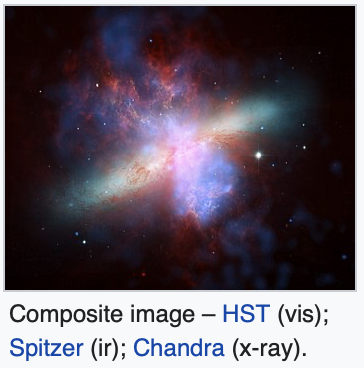 Composite image – HST (vis);
Spitzer (ir); Chandra (x-ray).